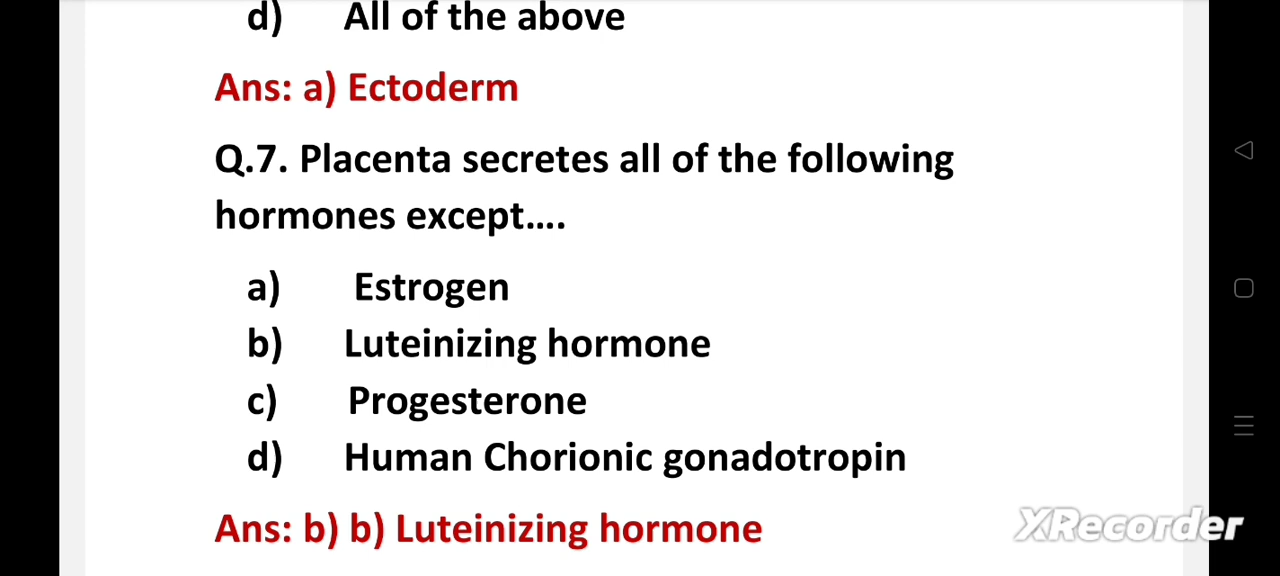 d) All of the above
Ans: a) Ectoderm
Q.7. Placenta secretes all of the following
hormones except....
a) Estrogen
b) Luteinizing hormone
c) Progesterone
d) Human Chorionic gonadotropin
Ans: b) b) Luteinizing hormone
XRecorder